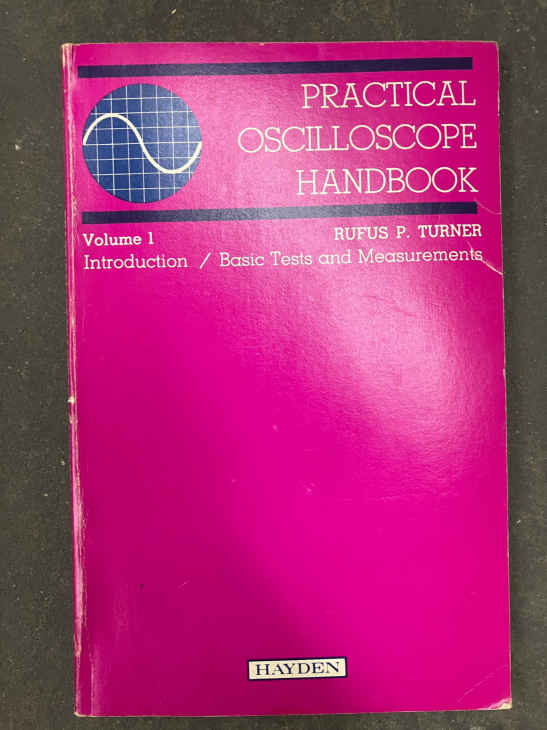 PRACTICAL
OSCILLOSCOPE
HANDBOOK
Volume 1
RUFUS P. TURNER
Introduction / Basic Tests and Measurements
HAYDEN